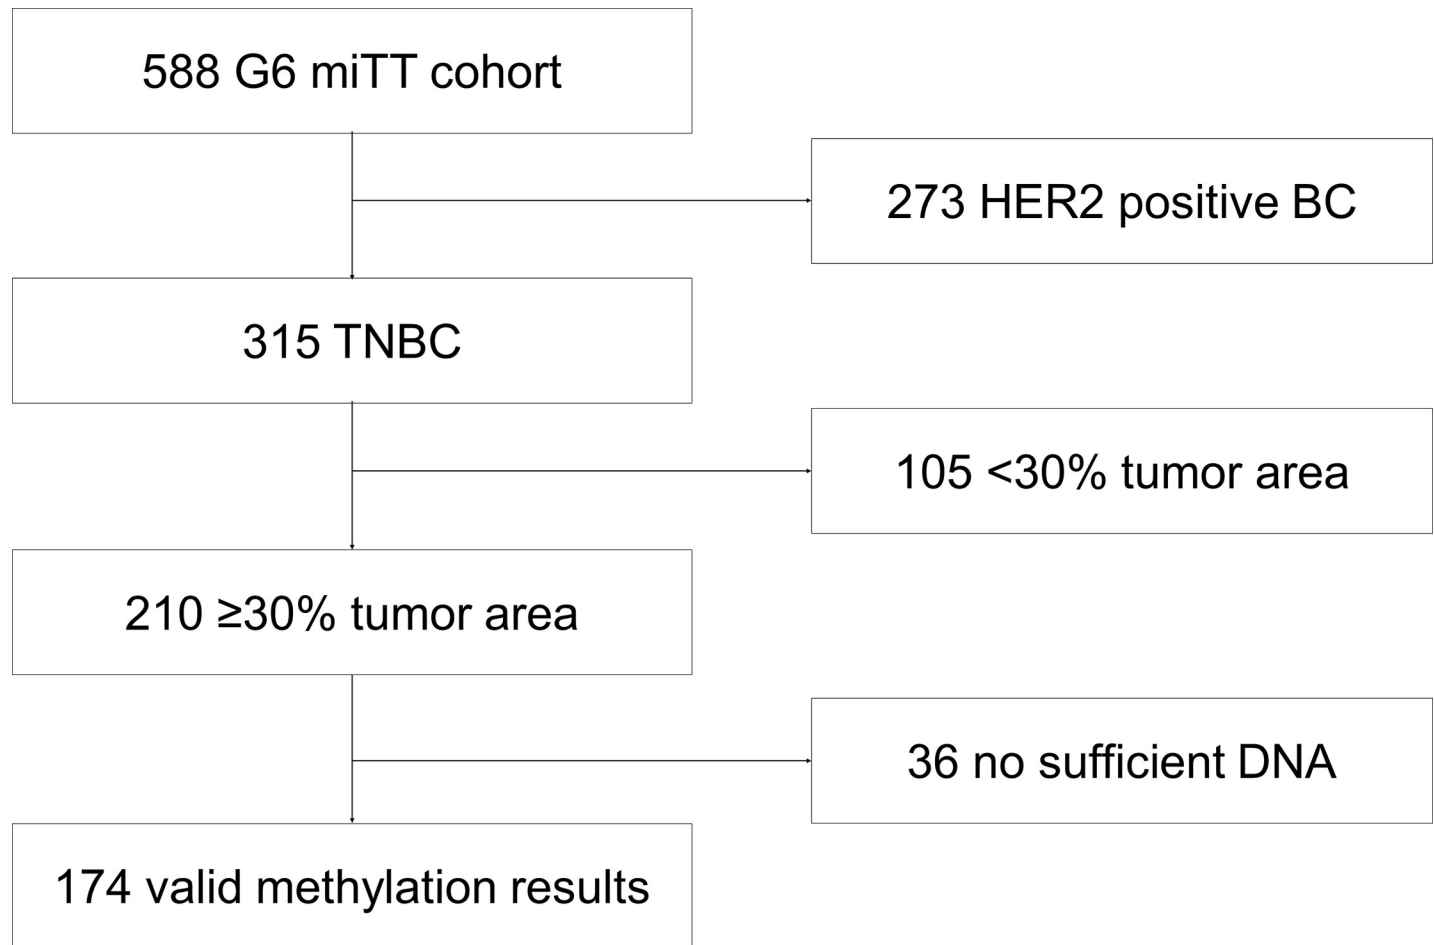 588 G6 miTT cohort
273 HER2 positive BC
315 TNBC
105 <30% tumor area
210 ≥30% tumor area
36 no sufficient DNA
174 valid methylation results